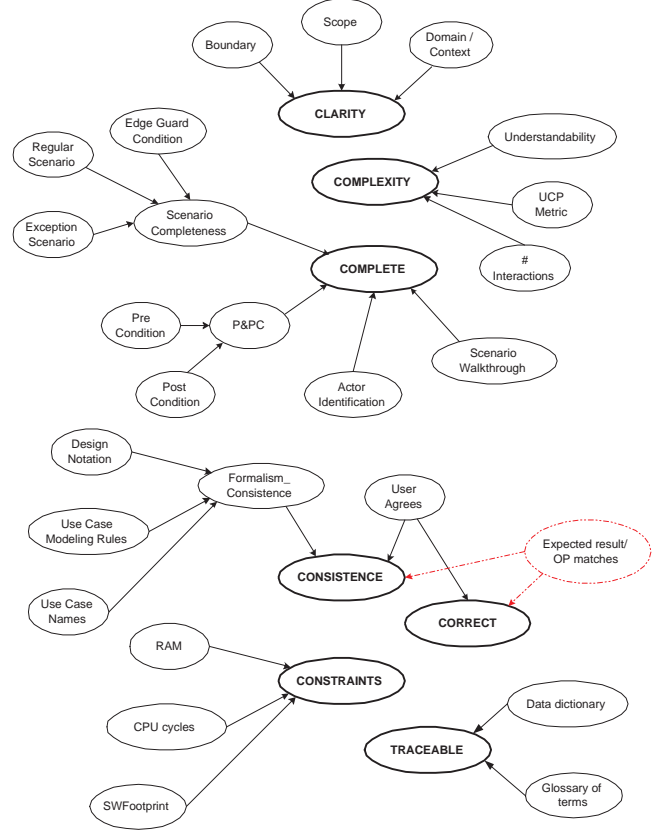 Scope
Boundary
Domain /
Context
CLARITY
Edge Guard
Condition
Regular
Scenario
Understandability
COMPLEXITY
UCP
Metric
Scenario
Completeness
Exception
Scenario
#
Interactions
COMPLETE
Pre
Condition
P&PC
Scenario
Walkthrough
Post
Condition
Actor
Identification
Design
Notation
Formalism_
Consistence
User
Agrees
Use Case
Modeling Rules
Expected result/
OP matches
CONSISTENCE
Use Case
Names
CORRECT
RAM
CONSTRAINTS
Data dictionary
CPU cycles
TRACEABLE
SWFootprint
Glossary of
terms